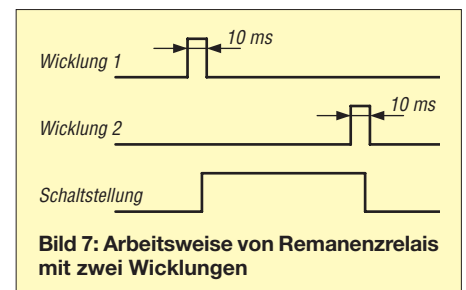 10 ms
Wicklung 1
10 ms
Wicklung 2
Schaltstellung
Bild 7: Arbeitsweise von Remanenzrelais
mit zwei Wicklungen